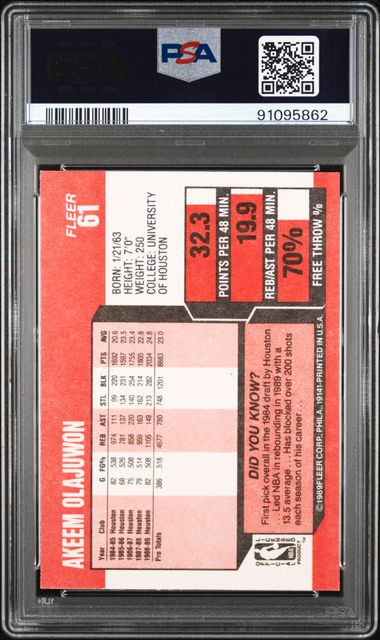 PSA
91095862
FLEER
61
AKEEM OLAJUWON
BORN: 1/21/63
HEIGHT: 7'0"
WEIGHT: 250
COLLEGE: UNIVERSITY
OF HOUSTON
Year Club G FG% REB AST STL BLK PTS AVG
1984-85 Houston 82 538 974 111 99 220 1692 20.6
1985-86 Houston 68 526 781 137 134 231 1597 23.5
1986-87 Houston 75 508 858 220 140 254 1755 23.4
1987-88 Houston 79 514 959 163 162 214 1805 22.8
1988-89 Houston 82 508 1105 149 213 282 2034 24.8
Pro Totals 386 518 4677 780 748 1201 8883 23.0
32.3
POINTS PER 48 MIN.
19.9
REB/AST PER 48 MIN.
70%
FREE THROW %
DID YOU KNOW?
First pick overall in the 1984 draft by Houston
. . . Led NBA in rebounding in 1989 with a
13.5 average . . . Has blocked over 200 shots
each season of his career . . .
©1989 FLEER CORP., PHILA., 19141-PRINTED IN U.S.A.
OFFICIAL
LICENSED
NBA
PRODUCT